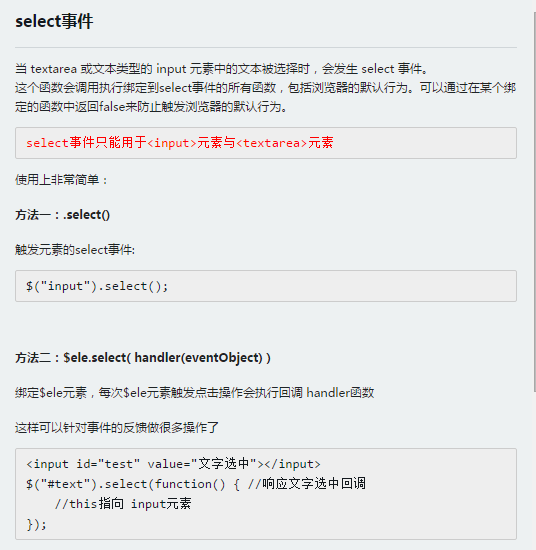 select事件
当 textarea 或文本类型的 input 元素中的文本被选择时，会发生 select 事件。
这个函数会调用执行绑定到select事件的所有函数，包括浏览器的默认行为。可以通过在某个绑
定的函数中返回false来防止触发浏览器的默认行为。
select事件只能用于<input>元素与<textarea>元素
使用上非常简单：
方法一：.select()
触发元素的select事件:
$("input").select();
方法二：$ele.select( handler(eventObject) )
绑定$ele元素，每次$ele元素触发点击操作会执行回调 handler函数
这样可以针对事件的反馈做很多操作了
<input id="test" value="文字选中"></input>
$("#text").select(function() { //响应文字选中回调
    //this指向 input元素
});